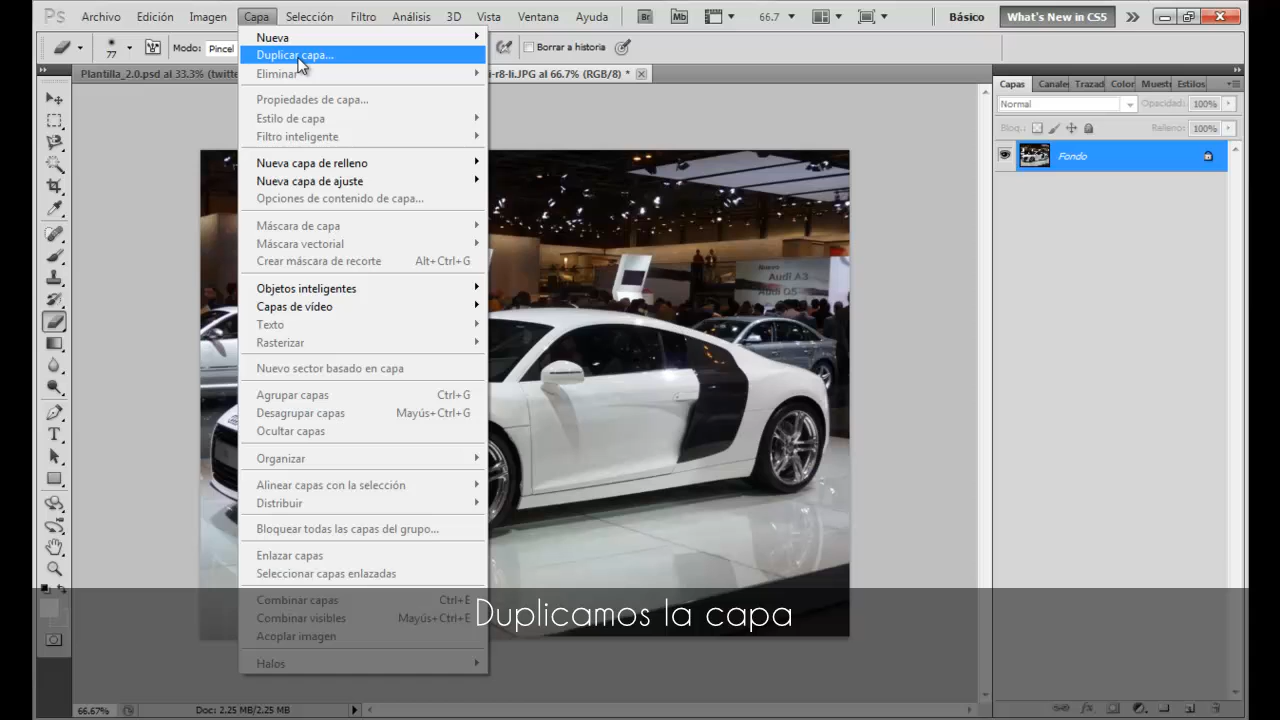 Ps Archivo Edición Imagen Capa Selección Filtro Análisis 3D Vista Ventana Ayuda Br Mb 66.7 Básico What's New in CS5
77 Modo: Pincel Borrar a historia
Plantilla_2.0.psd al 33.3% (twitte
i-r8-li.JPG al 66.7% (RGB/8) *
Nueva
Duplicar capa...
Eliminar
Propiedades de capa...
Estilo de capa
Filtro inteligente
Nueva capa de relleno
Nueva capa de ajuste
Opciones de contenido de capa...
Máscara de capa
Máscara vectorial
Crear máscara de recorte Alt+Ctrl+G
Objetos inteligentes
Capas de vídeo
Texto
Rasterizar
Nuevo sector basado en capa
Agrupar capas Ctrl+G
Desagrupar capas Mayús+Ctrl+G
Ocultar capas
Organizar
Alinear capas con la selección
Distribuir
Bloquear todas las capas del grupo...
Enlazar capas
Seleccionar capas enlazadas
Combinar capas Ctrl+E
Combinar visibles Mayús+Ctrl+E
Acoplar imagen
Halos
Nuevo
Audi A3
Audi Q5
Capas Canale Trazad Color Muest Estilos
Normal Opacidad: 100%
Bloq.: Relleno: 100%
Fondo
Duplicamos la capa
66.67% Doc: 2.25 MB/2.25 MB